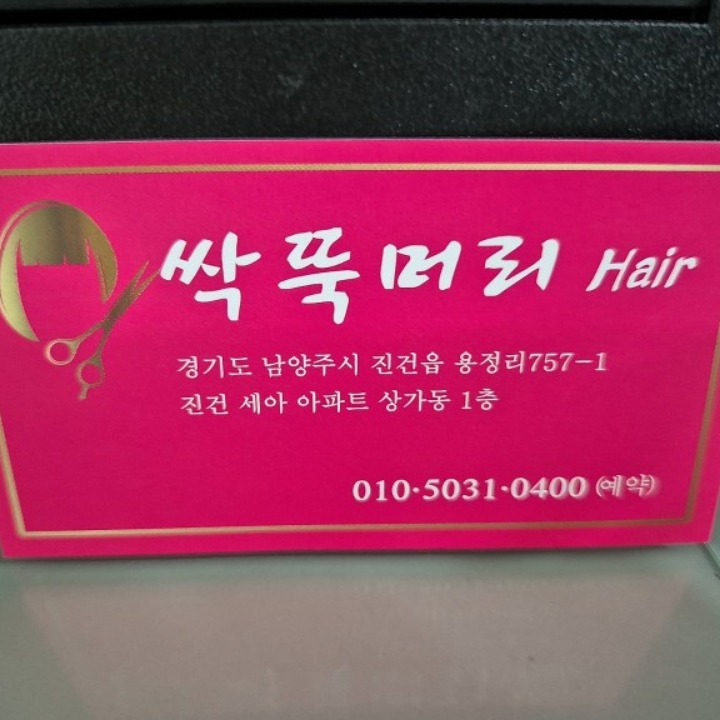 싹뚝머리 Hair
경기도 남양주시 진건읍 용정리757-1
진건 세아 아파트 상가동 1층
010·5031·0400 (예약)